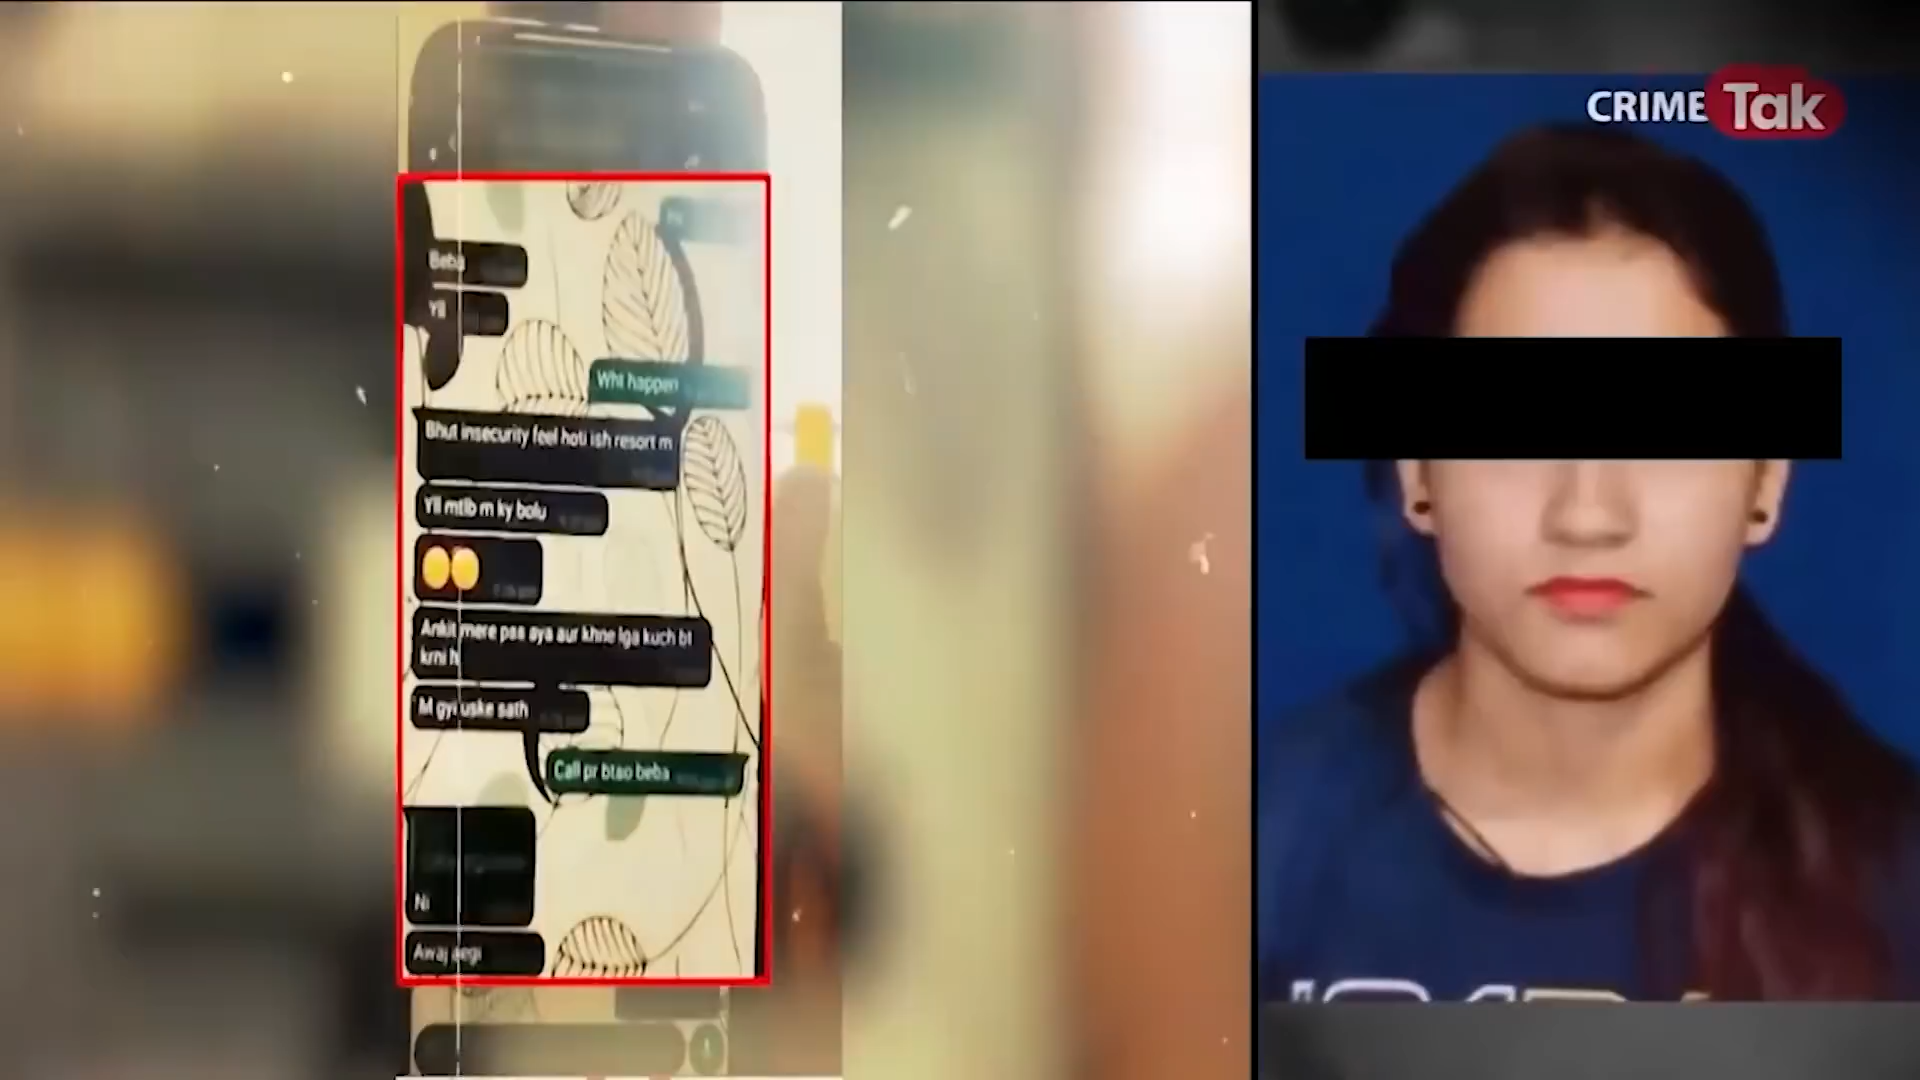 CRIME Tak
Beba
Yll
Wht happen
Bhut insecurity feel hoti ish resort m
Yll mtlb m ky bolu
Ankit mere pas aya aur khne lga kuch bt
krni h
M gyi uske sath
Call pr btao beba
Ni
Awaj aegi